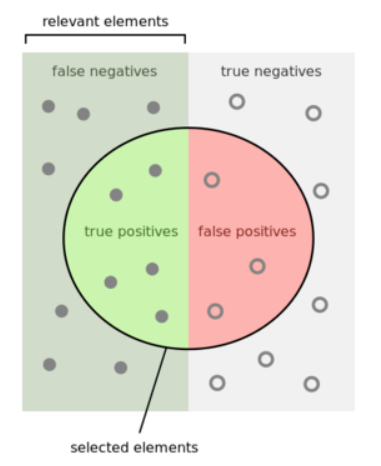 relevant elements
false negatives
true negatives
true positives
false positives
selected elements